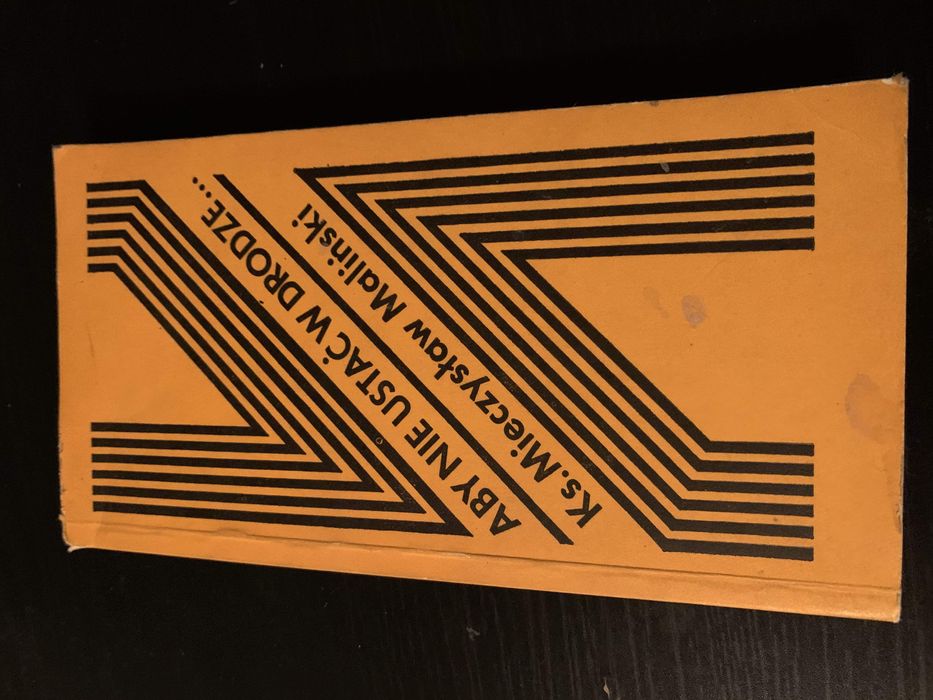 ABY NIE USTAĆ W DRODZE...
Ks. Mieczysław Maliński